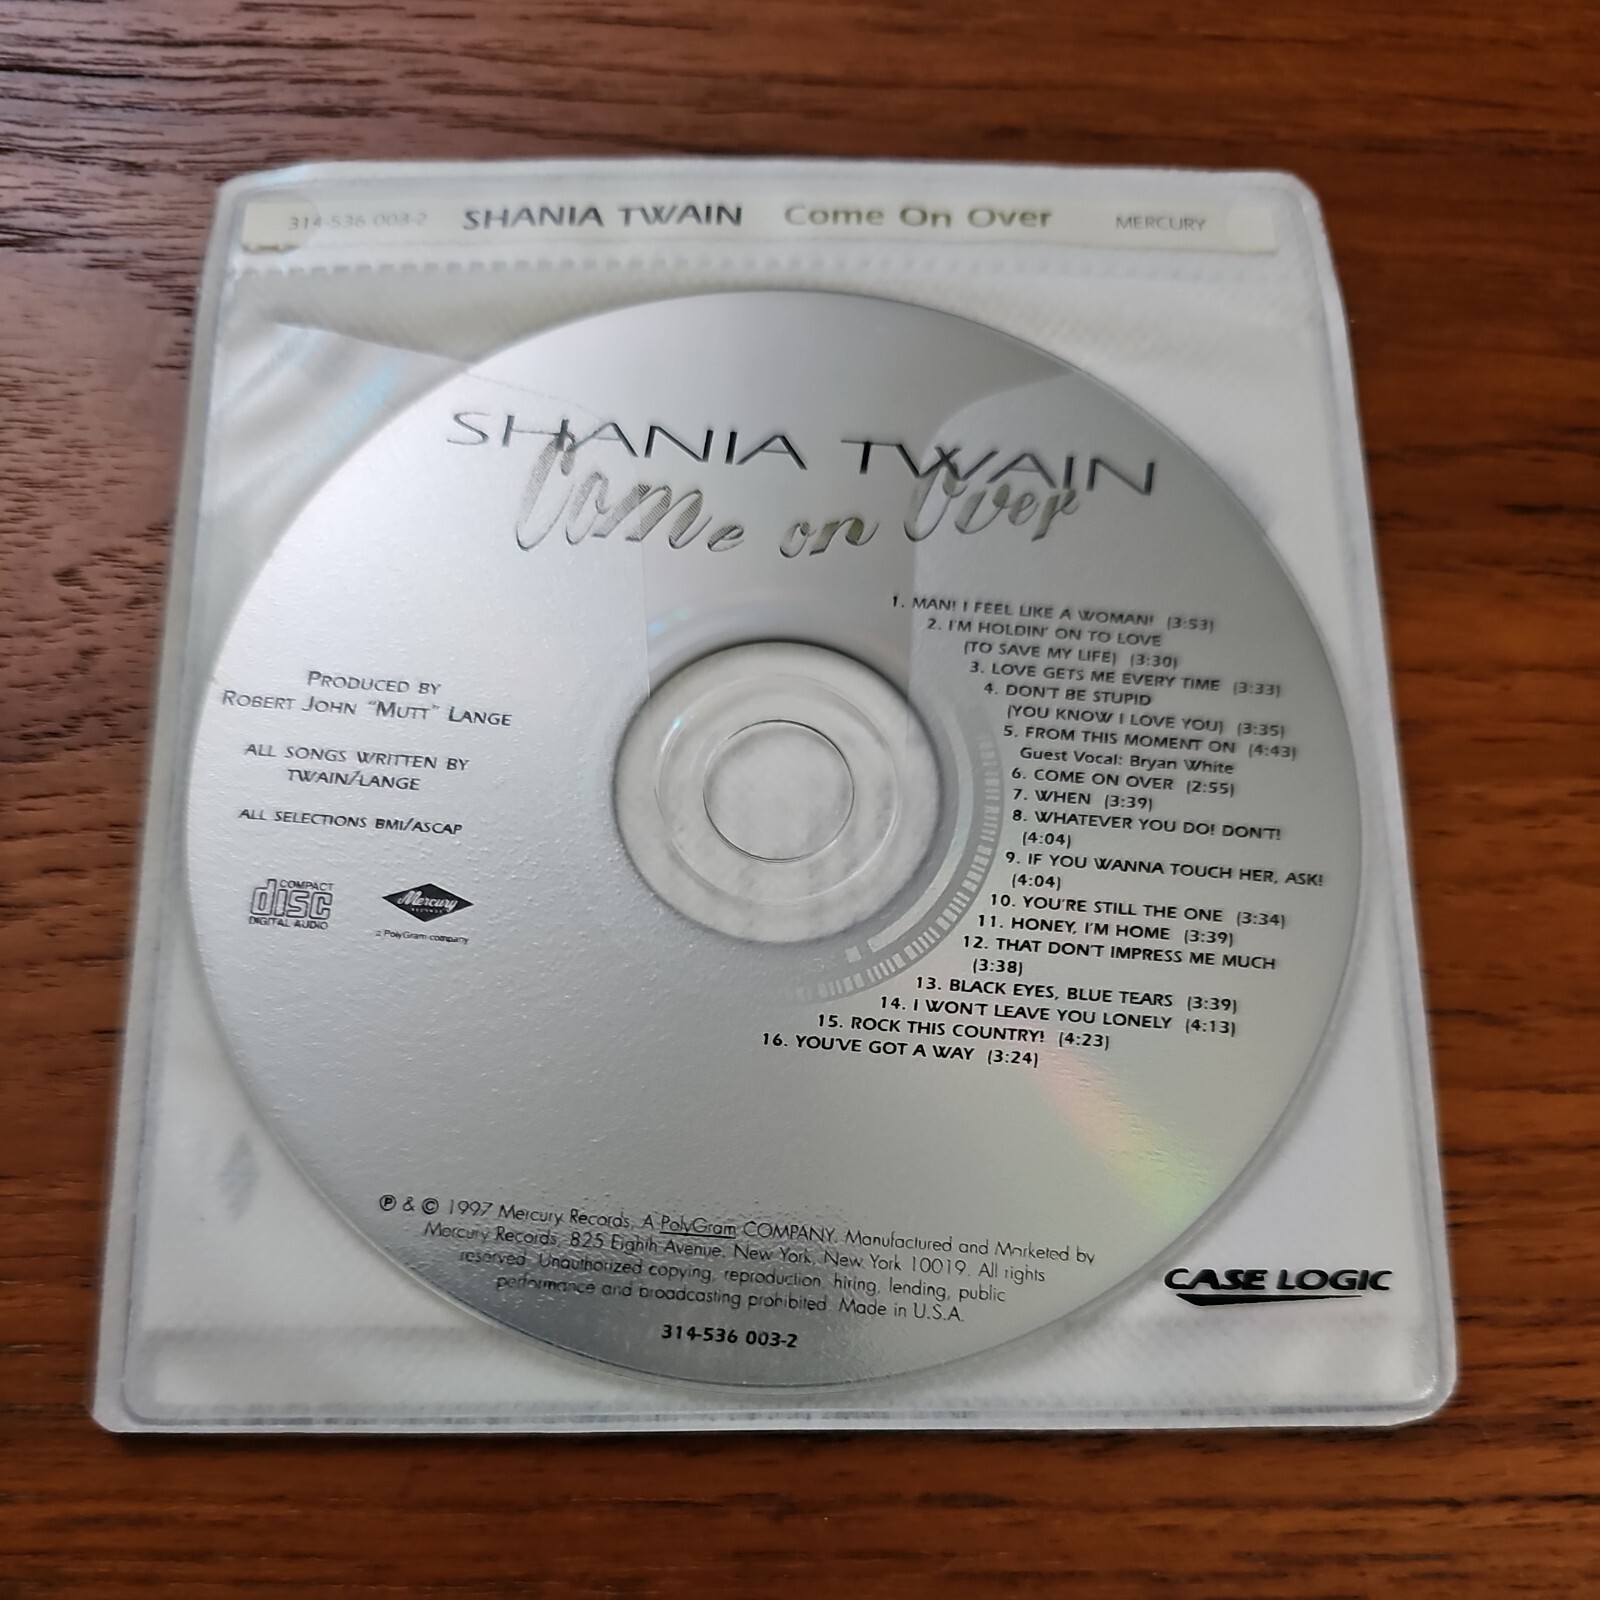 314-536 003-2 SHANIA TWAIN Come On Over MERCURY
SHANIA TWAIN
Come on Over
1. MAN! I FEEL LIKE A WOMAN! (3:53)
2. I'M HOLDIN' ON TO LOVE
(TO SAVE MY LIFE) (3:30)
3. LOVE GETS ME EVERY TIME (3:33)
4. DON'T BE STUPID
(YOU KNOW I LOVE YOU) (3:35)
5. FROM THIS MOMENT ON (4:43)
Guest Vocal: Bryan White
6. COME ON OVER (2:55)
7. WHEN (3:39)
8. WHATEVER YOU DO! DON'T!
(4:04)
9. IF YOU WANNA TOUCH HER, ASK!
(4:04)
10. YOU'RE STILL THE ONE (3:34)
11. HONEY, I'M HOME (3:39)
12. THAT DON'T IMPRESS ME MUCH
(3:38)
13. BLACK EYES, BLUE TEARS (3:39)
14. I WON'T LEAVE YOU LONELY (4:13)
15. ROCK THIS COUNTRY! (4:23)
16. YOU'VE GOT A WAY (3:24)
PRODUCED BY
ROBERT JOHN "MUTT" LANGE
ALL SONGS WRITTEN BY
TWAIN/LANGE
ALL SELECTIONS BMI/ASCAP
COMPACT
disc
DIGITAL AUDIO
Mercury
RECORDS
a PolyGram company
℗ & © 1997 Mercury Records, A PolyGram COMPANY. Manufactured and Marketed by
Mercury Records, 825 Eighth Avenue, New York, New York 10019. All rights
reserved. Unauthorized copying, reproduction, hiring, lending, public
performance and broadcasting prohibited. Made in U.S.A.
314-536 003-2
CASE LOGIC